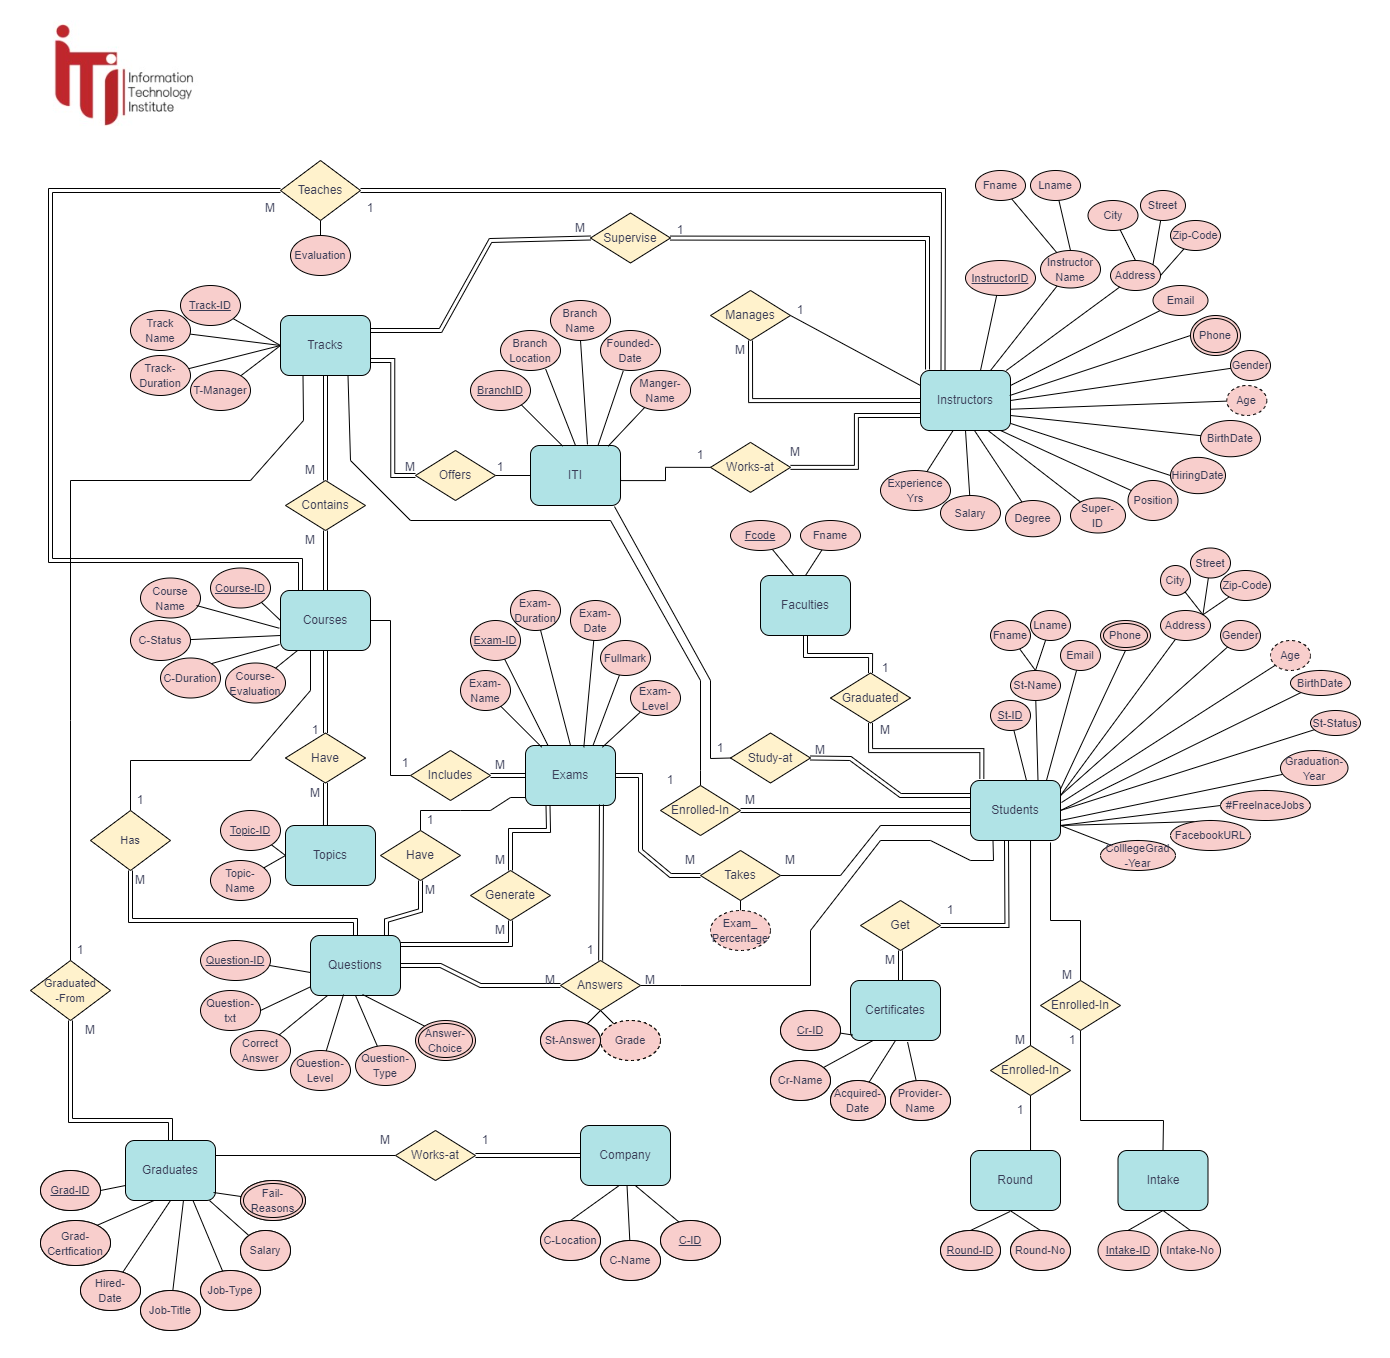 Information
Technology
Institute
Teaches
M
1
Evaluation
M
Supervise
1
Fname
Lname
City
Street
Zip-Code
InstructorID
Instructor
Name
Address
Email
Phone
Gender
Age
BirthDate
HiringDate
Position
Super-
ID
Degree
Salary
Experience
Yrs
Instructors
Manages
1
M
Works-at
1
M
Track-ID
Track
Name
Track-
Duration
T-Manager
Tracks
Branch
Name
Branch
Location
Founded-
Date
BranchID
Manger-
Name
ITI
M
Offers
1
M
Contains
M
Fcode
Fname
Faculties
1
Graduated
M
Course-ID
Course
Name
C-Status
C-Duration
Course-
Evaluation
Courses
Exam-
Duration
Exam-
Date
Exam-ID
Fullmark
Exam-
Name
Exam-
Level
Exams
City
Street
Zip-Code
Fname
Lname
Email
Phone
Address
Gender
Age
St-Name
BirthDate
St-ID
St-Status
Graduation-
Year
#FreelnaceJobs
FacebookURL
ColllegeGrad
-Year
Students
1
Have
M
1
Includes
M
1
Study-at
M
1
Enrolled-In
M
1
Has
M
Topic-ID
Topic-
Name
Topics
1
Have
M
M
Generate
M
M
Takes
M
Exam_
Percentage
Get
1
M
Question-ID
Question-
txt
Correct
Answer
Question-
Level
Question-
Type
Answer-
Choice
Questions
M
1
Answers
M
St-Answer
Grade
Certificates
Cr-ID
Cr-Name
Acquired-
Date
Provider-
Name
M
Enrolled-In
1
M
Enrolled-In
1
1
Graduated
-From
M
Graduates
Grad-ID
Grad-
Certfication
Hired-
Date
Job-Title
Job-Type
Salary
Fail-
Reasons
M
Works-at
1
Company
C-Location
C-Name
C-ID
Round
Round-ID
Round-No
Intake
Intake-ID
Intake-No